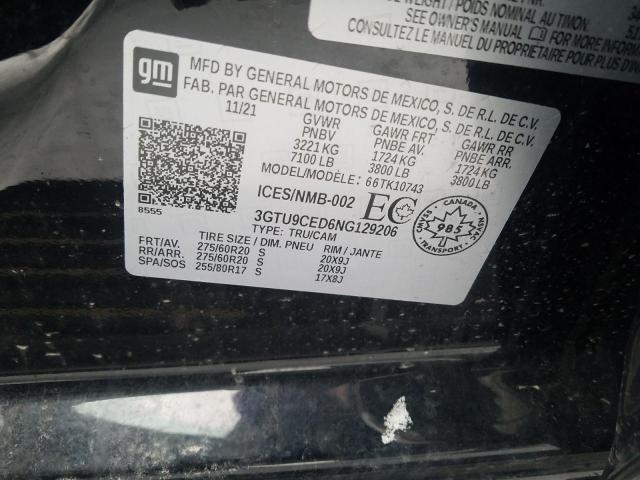 WEIGHT / POIDS NOMINAL AU TIMON
SEE OWNER'S MANUAL FOR MORE INFOR
CONSULTEZ LE MANUEL DU PROPRIETAIRE POUR PLUS D
gm
MFD BY GENERAL MOTORS DE MEXICO, S. DE R.L. DE C.V.
FAB. PAR GENERAL MOTORS DE MEXICO, S. DE R.L. DE C.V.
11/21 GVWR GAWR FRT GAWR RR
PNBV PNBE AV. PNBE ARR.
3221 KG 1724 KG 1724 KG
7100 LB 3800 LB 3800 LB
MODEL/MODÈLE: 66TK10743
ICES/NMB-002 EC
3GTU9CED6NG129206
TYPE: TRU/CAM
8555
CMVSS CANADA NSVAC
985
TRANSPORT
TIRE SIZE / DIM. PNEU RIM / JANTE
FRT/AV. 275/60R20 S 20X9J
RR/ARR. 275/60R20 S 20X9J
SPA/SOS 255/80R17 S 17X8J